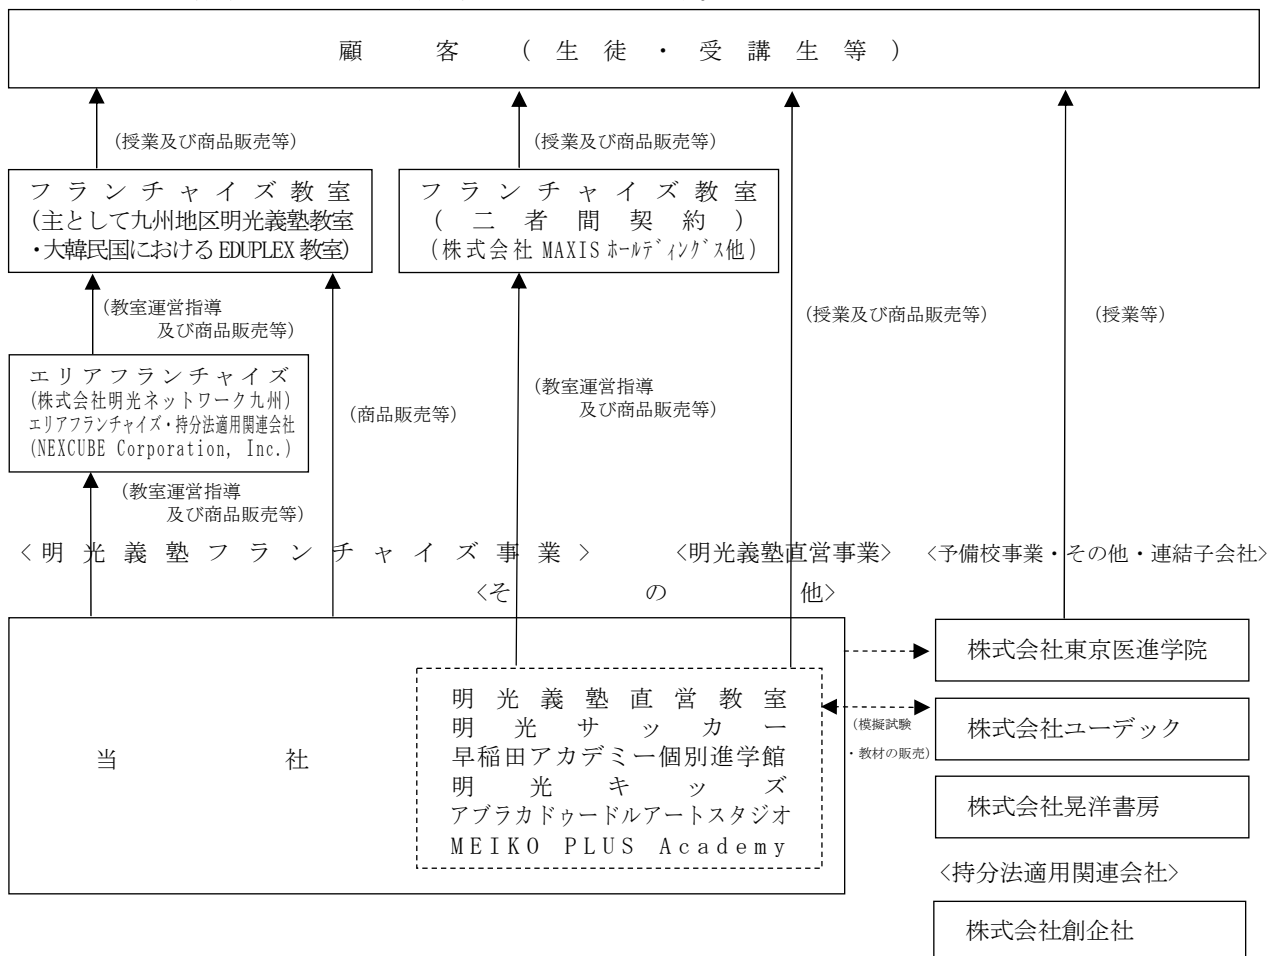 顧客（生徒・受講生等）
（授業及び商品販売等）
（授業及び商品販売等）
フランチャイズ教室
（主として九州地区明光義塾教室
・大韓民国における EDUPLEX 教室）
フランチャイズ教室
（二者間契約）
（株式会社 MAXIS ﾎｰﾙﾃﾞｨﾝｸﾞｽ他）
（教室運営指導
及び商品販売等）
（授業及び商品販売等）
（授業等）
エリアフランチャイズ
（株式会社明光ネットワーク九州）
エリアフランチャイズ・持分法適用関連会社
（NEXCUBE Corporation, Inc.）
（商品販売等）
（教室運営指導
及び商品販売等）
（教室運営指導
及び商品販売等）
＜明光義塾フランチャイズ事業＞
＜明光義塾直営事業＞
＜予備校事業・その他・連結子会社＞
＜その他＞
当社
明光義塾直営教室
明光サッカー
早稲田アカデミー個別進学館
明光キッズ
アブラカドゥードルアートスタジオ
MEIKO PLUS Academy
（模擬試験
・教材の販売）
株式会社東京医進学院
株式会社ユーデック
株式会社晃洋書房
＜持分法適用関連会社＞
株式会社創企社